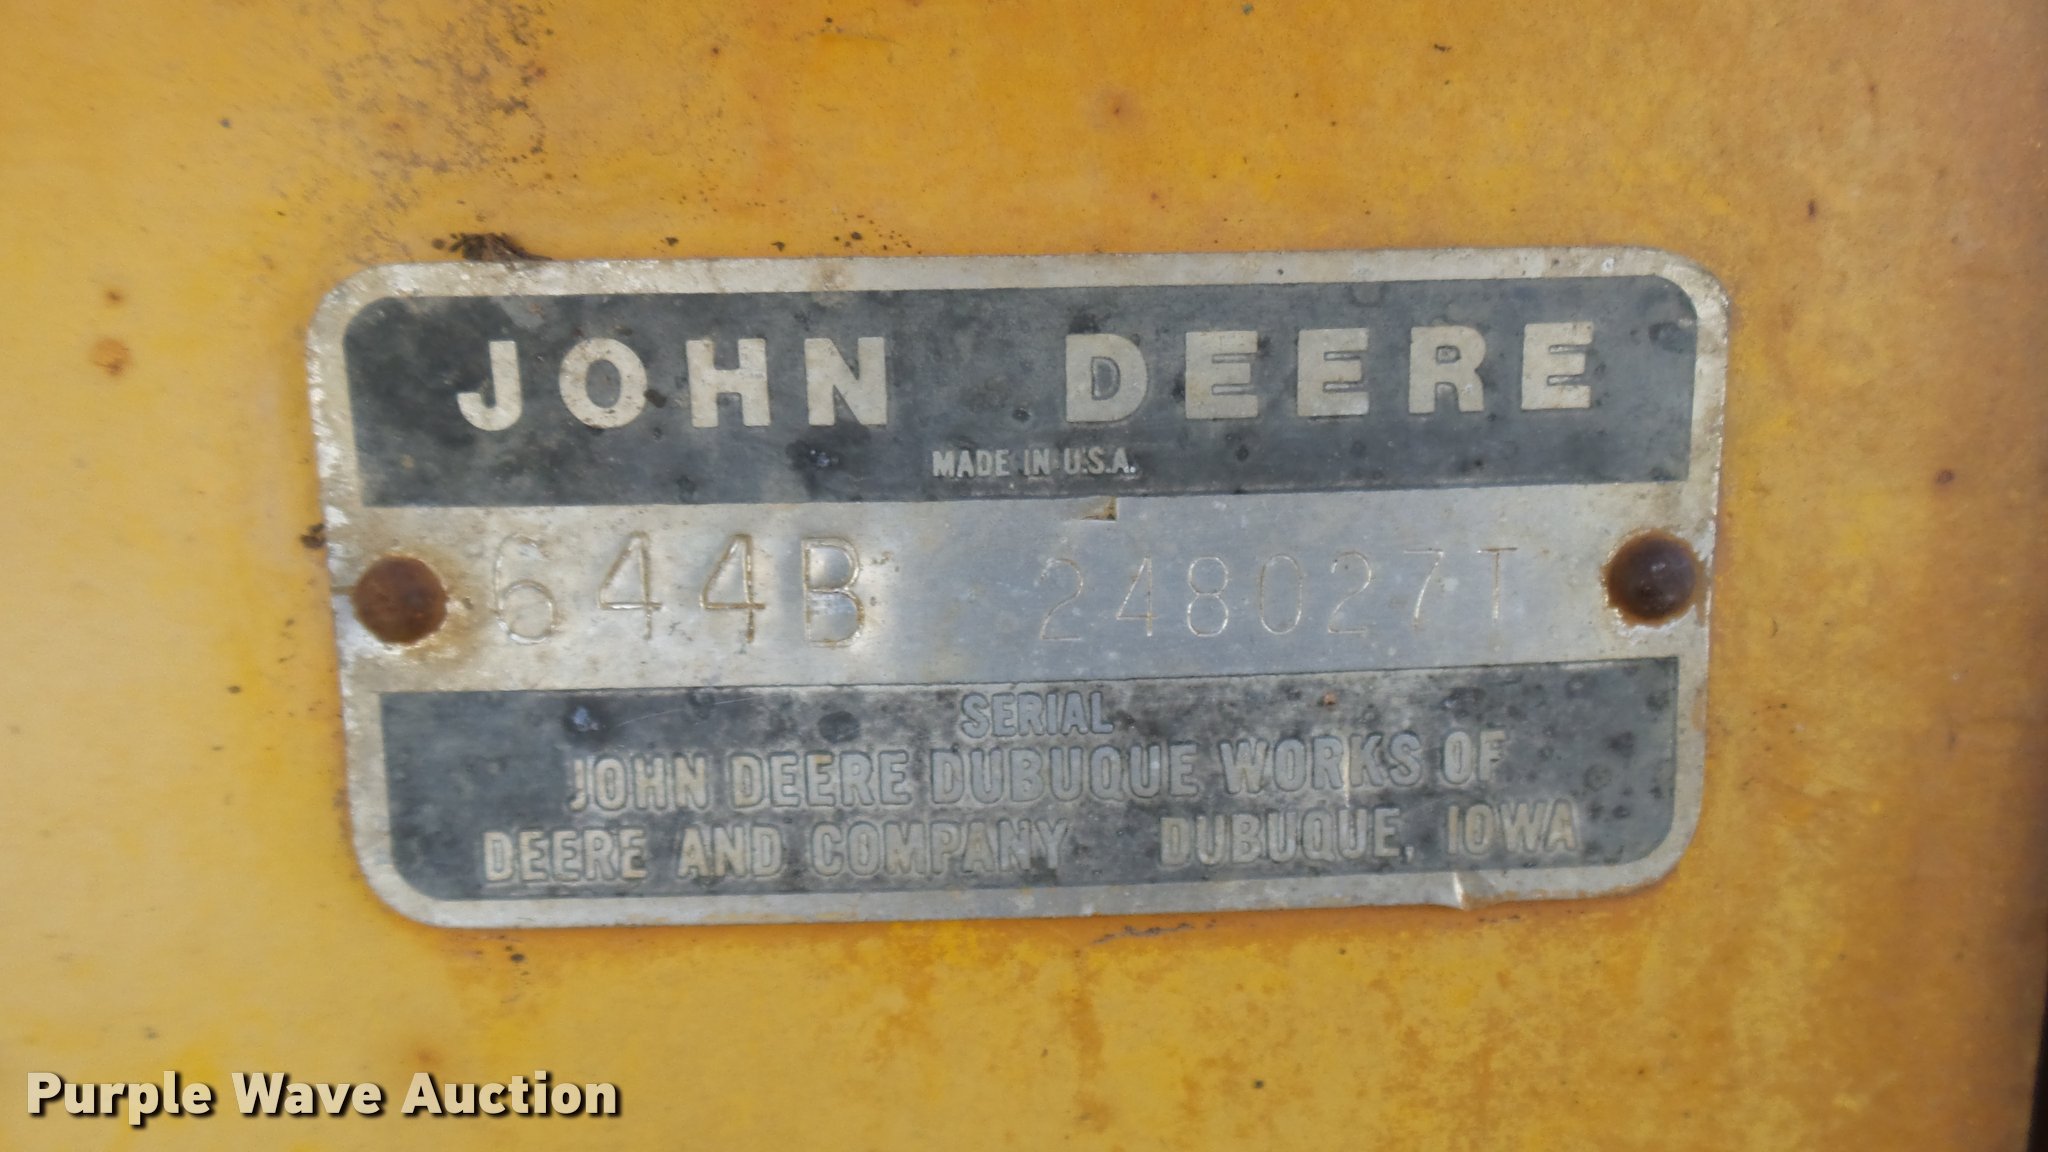 JOHN DEERE
MADE IN U.S.A.
644B 248027T
SERIAL
JOHN DEERE DUBUQUE WORKS OF
DEERE AND COMPANY DUBUQUE, IOWA
Purple Wave Auction